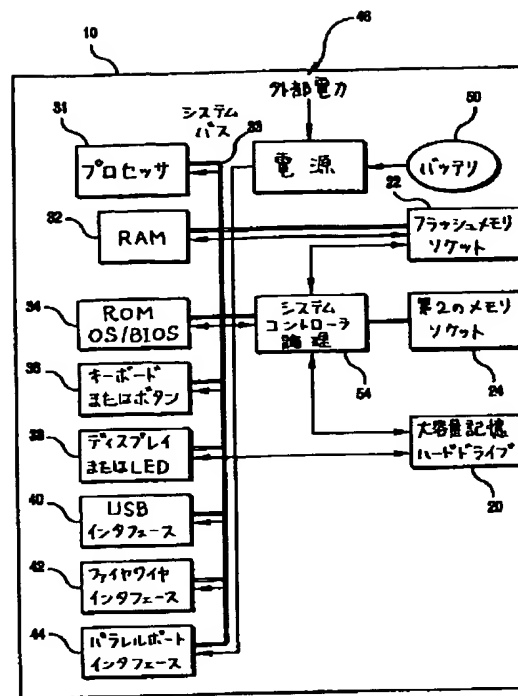 46
10
外部電力
31
システム
バス
33
50
プロセッサ
電源
バッテリ
22
32
RAM
フラッシュメモリ
ソケット
34
ROM
OS/BIOS
システム
コントローラ
論理
第2のメモリ
ソケット
36
キーボード
またはボタン
54
24
38
ディスプレイ
またはLED
大容量記憶
ハードドライブ
40
USB
インタフェース
20
42
ファイヤワイヤ
インタフェース
44
パラレルポート
インタフェース